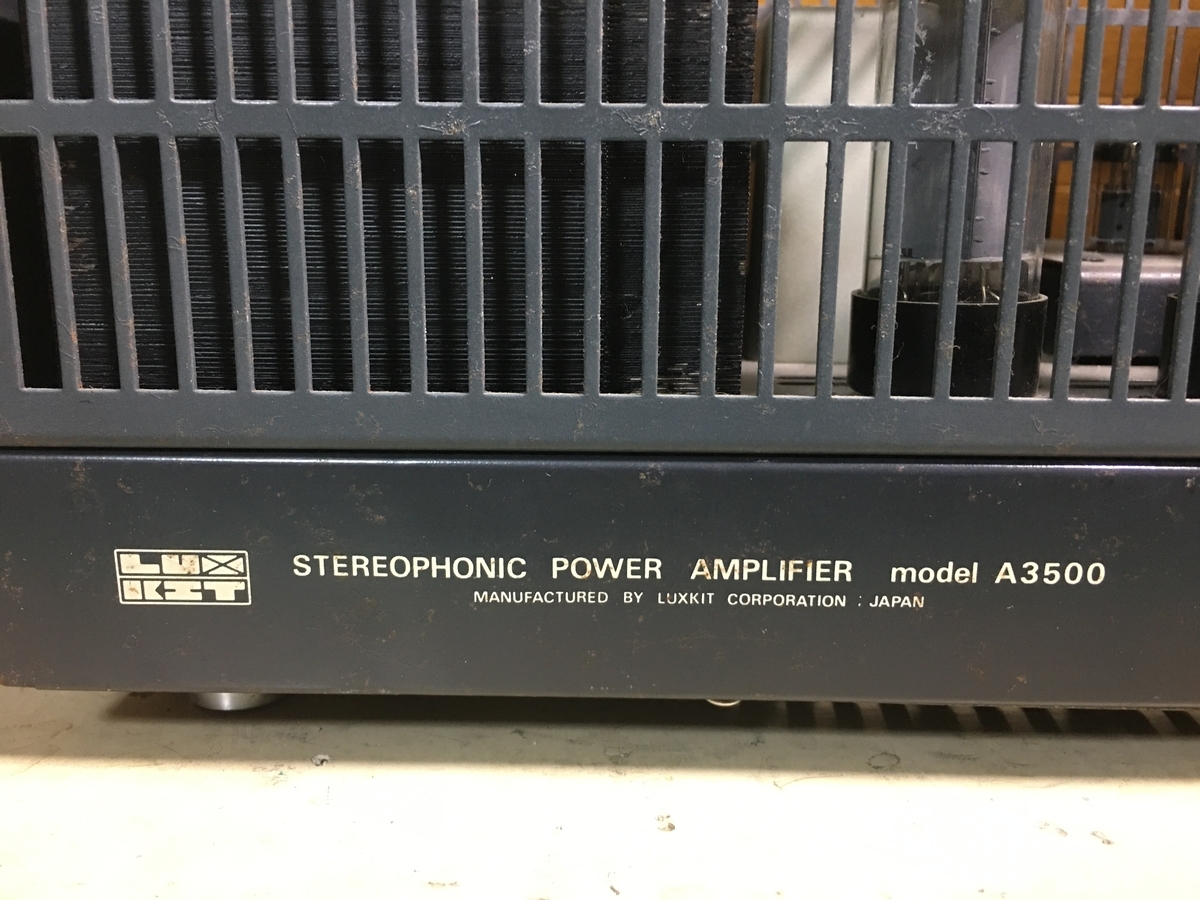 LUX
KIT
STEREOPHONIC POWER AMPLIFIER model A3500
MANUFACTURED BY LUXKIT CORPORATION : JAPAN